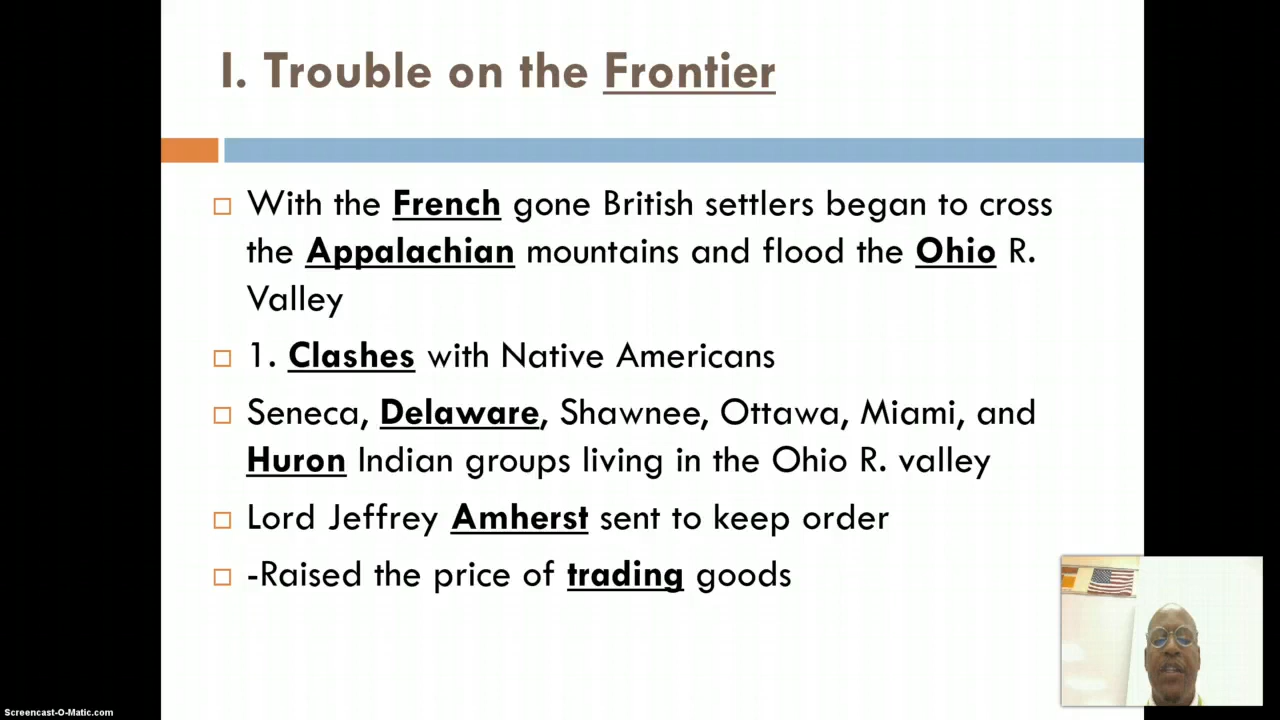 I. Trouble on the Frontier
With the French gone British settlers began to cross
the Appalachian mountains and flood the Ohio R.
Valley
1. Clashes with Native Americans
Seneca, Delaware, Shawnee, Ottawa, Miami, and
Huron Indian groups living in the Ohio R. valley
Lord Jeffrey Amherst sent to keep order
-Raised the price of trading goods
Screencast-O-Matic.com